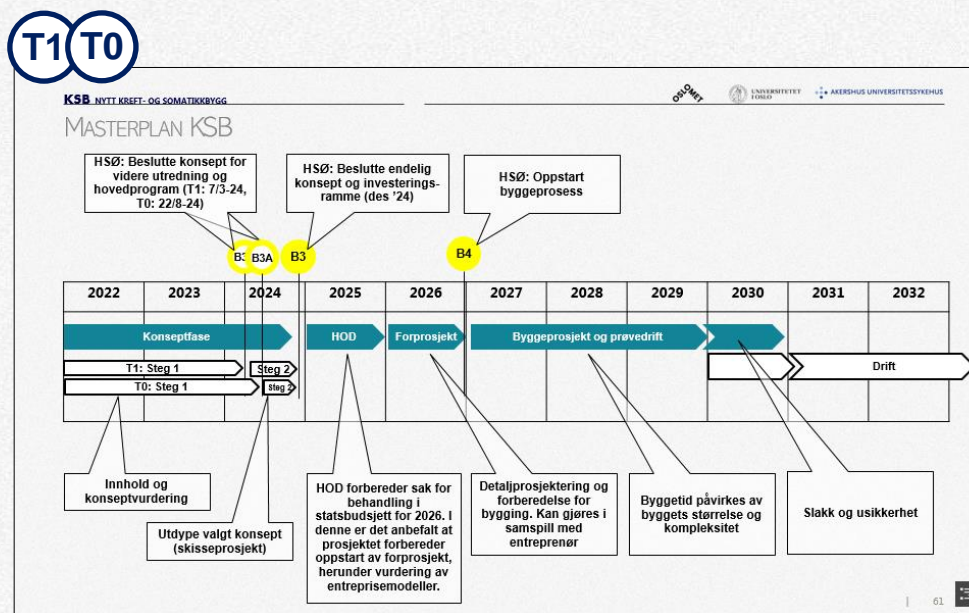 T1 T0
KSB NYTT KREFT- OG SOMATIKKBYGG
OSLOMET
UNIVERSITETET
I OSLO
AKERSHUS UNIVERSITETSSYKEHUS
MASTERPLAN KSB
HSØ: Beslutte konsept for
videre utredning og
hovedprogram (T1: 7/3-24,
T0: 22/8-24)
HSØ: Beslutte endelig
konsept og investerings-
ramme (des '24)
HSØ: Oppstart
byggeprosess
B3A B3 B4
2022 2023 2024 2025 2026 2027 2028 2029 2030 2031 2032
Konseptfase HOD Forprosjekt Byggeprosjekt og prøvedrift
T1: Steg 1 Steg 2 Drift
T0: Steg 1 Steg 2
Innhold og
konseptvurdering
Utdype valgt konsept
(skisseprosjekt)
HOD forbereder sak for
behandling i
statsbudsjett for 2026. I
denne er det anbefalt at
prosjektet forbereder
oppstart av forprosjekt,
herunder vurdering av
entreprisemodeller.
Detaljprosjektering og
forberedelse for
bygging. Kan gjøres i
samspill med
entreprenør
Byggetid påvirkes av
byggets størrelse og
kompleksitet
Slakk og usikkerhet
| 61